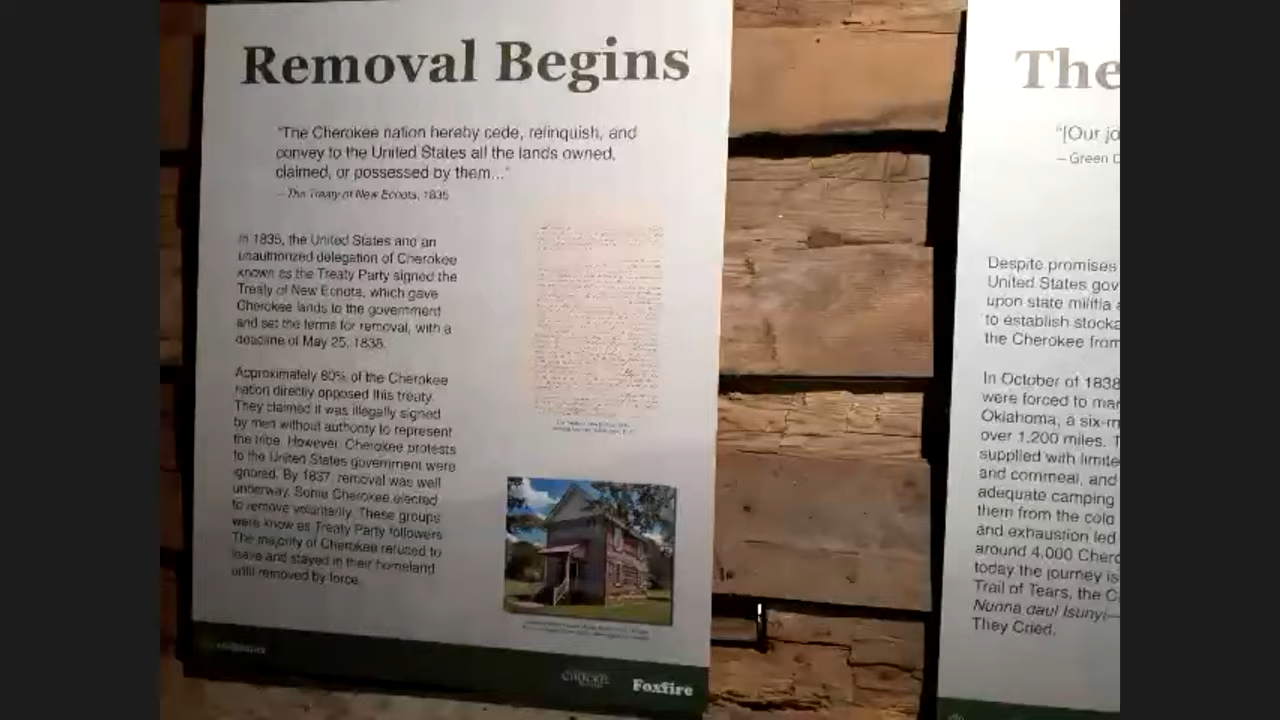 Removal Begins
"The Cherokee nation hereby cede, relinquish, and
convey to the United States all the lands owned,
claimed, or possessed by them..."
– The Treaty of New Echota, 1835
In 1835, the United States and an
unauthorized delegation of Cherokee
known as the Treaty Party signed the
Treaty of New Echota, which gave
Cherokee lands to the government
and set the terms for removal, with a
deadline of May 25, 1838.
Approximately 80% of the Cherokee
nation directly opposed this treaty.
They claimed it was illegally signed
by men without authority to represent
the tribe. However, Cherokee protests
to the United States government were
ignored. By 1837, removal was well
underway. Some Cherokee elected
to remove voluntarily. These groups
were know as Treaty Party followers.
The majority of Cherokee refused to
leave and stayed in their homeland
until removed by force.
Foxfire
The
"[Our jo
– Green D
Despite promises
United States gov
upon state militia a
to establish stocka
the Cherokee from
In October of 1838
were forced to mar
Oklahoma, a six-m
over 1,200 miles. T
supplied with limite
and cornmeal, and
adequate camping
them from the cold
and exhaustion led
around 4,000 Chero
today the journey is
Trail of Tears, the C
Nunna daul Isunyi—
They Cried.